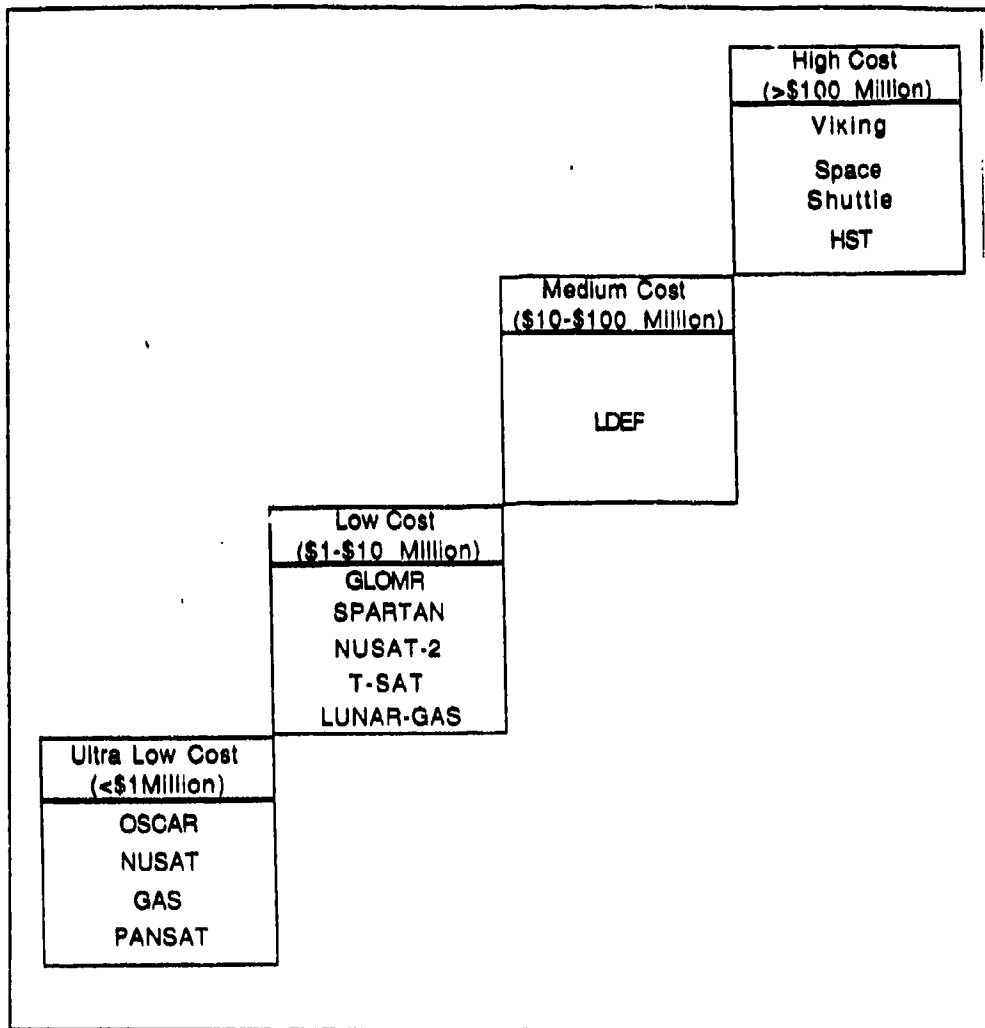 High Cost
(>$100 Million)
Viking
Space
Shuttle
HST
Medium Cost
($10-$100 Million)
LDEF
Low Cost
($1-$10 Million)
GLOMR
SPARTAN
NUSAT-2
T-SAT
LUNAR-GAS
Ultra Low Cost
(<$1Million)
OSCAR
NUSAT
GAS
PANSAT